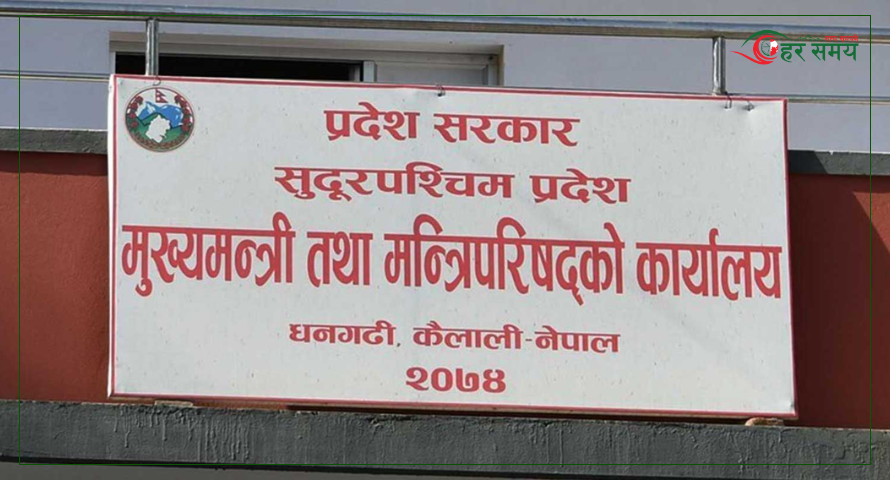 हर समय
प्रदेश सरकार
सुदूरपश्चिम प्रदेश
मुख्यमन्त्री तथा मन्त्रिपरिषद्को कार्यालय
धनगढी, कैलाली-नेपाल
२०७४